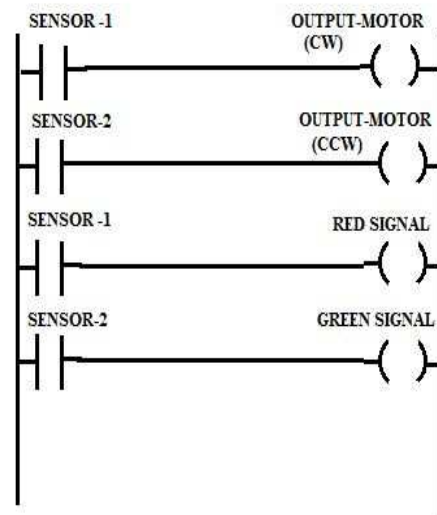 SENSOR -1
OUTPUT-MOTOR
(CW)
SENSOR-2
OUTPUT-MOTOR
(CCW)
SENSOR -1
RED SIGNAL
SENSOR-2
GREEN SIGNAL